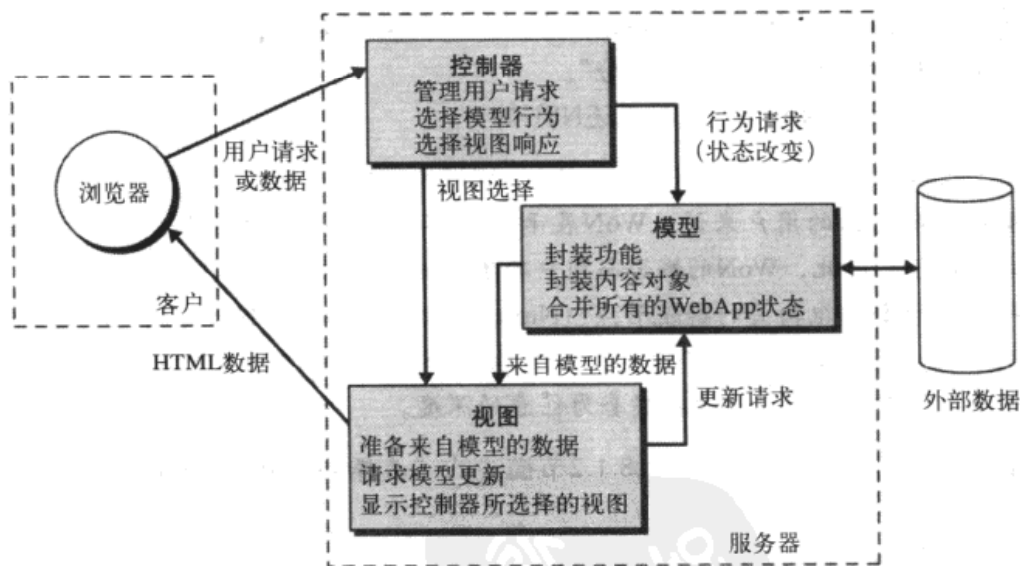 控制器
管理用户请求
选择模型行为
选择视图响应
用户请求
或数据
行为请求
（状态改变）
浏览器
视图选择
模型
封装功能
封装内容对象
合并所有的WebApp状态
客户
HTML数据
来自模型的数据
更新请求
外部数据
视图
准备来自模型的数据
请求模型更新
显示控制器所选择的视图
服务器